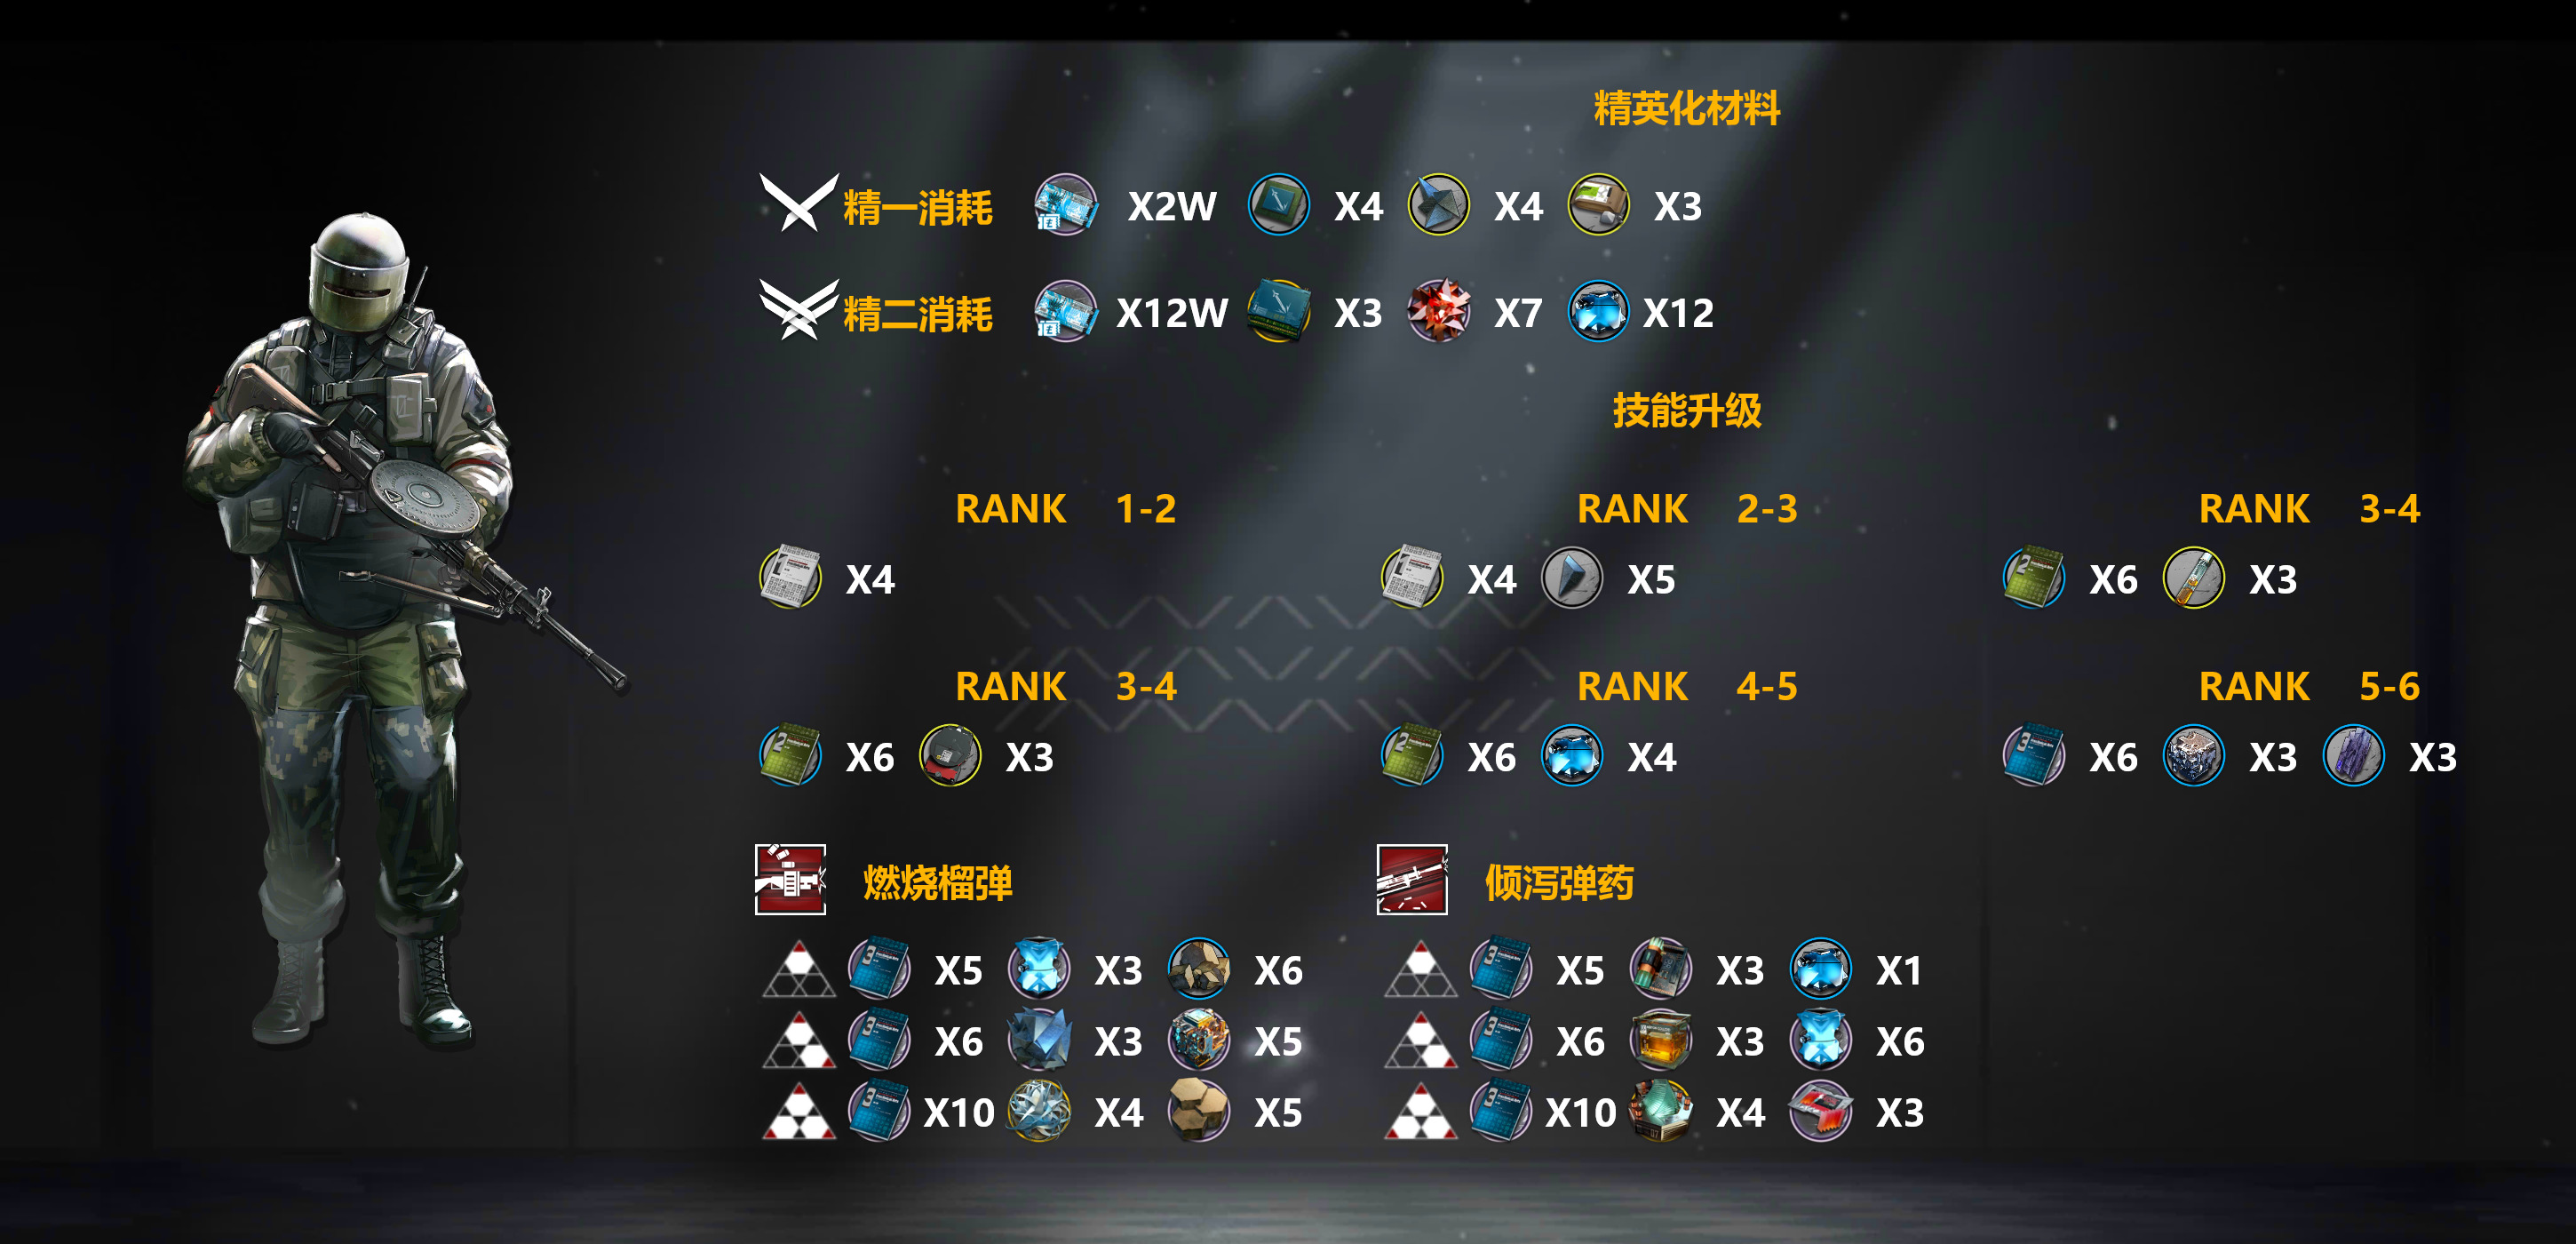 精英化材料
精一消耗 X2W X4 X4 X3
精二消耗 X12W X3 X7 X12
技能升级
RANK 1-2 RANK 2-3 RANK 3-4
X4 X4 X5 X6 X3
RANK 3-4 RANK 4-5 RANK 5-6
X6 X3 X6 X4 X6 X3 X3
燃烧榴弹 倾泻弹药
X5 X3 X6 X5 X3 X1
X6 X3 X5 X6 X3 X6
X10 X4 X5 X10 X4 X3